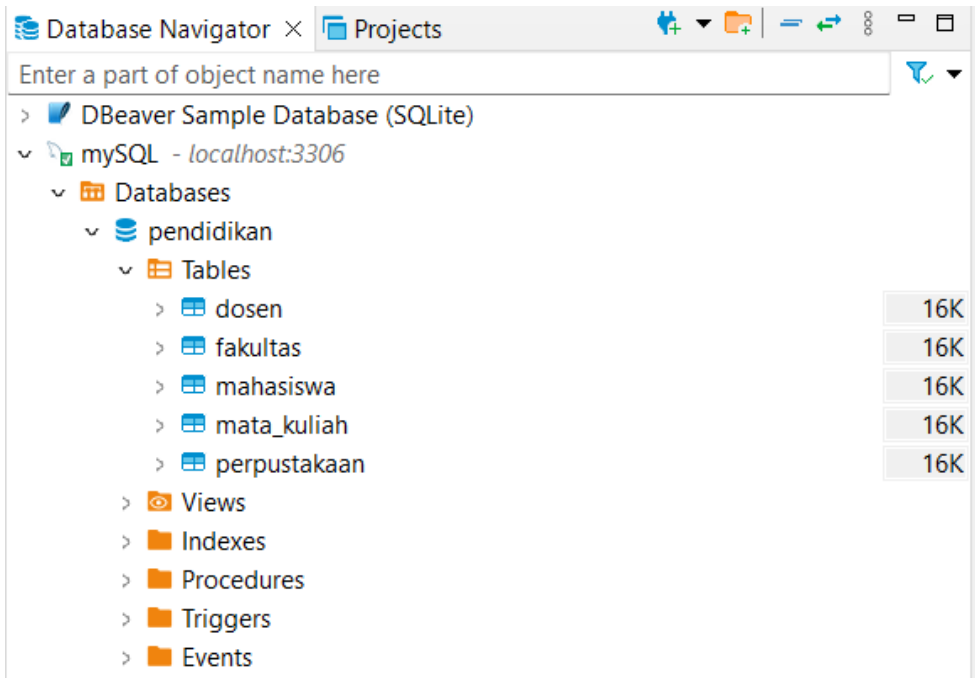 Database Navigator × Projects
Enter a part of object name here
DBeaver Sample Database (SQLite)
mySQL - localhost:3306
Databases
pendidikan
Tables
dosen 16K
fakultas 16K
mahasiswa 16K
mata_kuliah 16K
perpustakaan 16K
Views
Indexes
Procedures
Triggers
Events